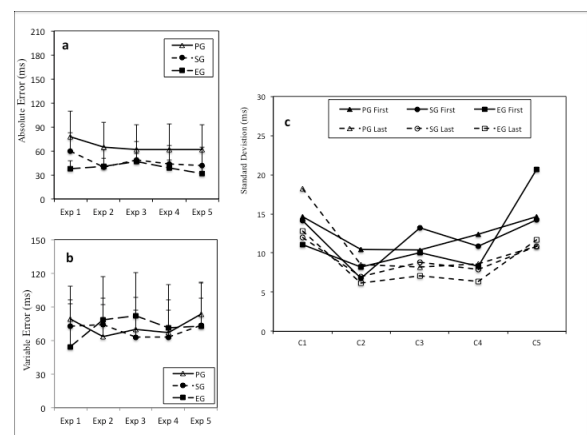 a
Absolute Error (ms)
210
180
150
120
90
60
30
0
PG
SG
EG
Exp 1 Exp 2 Exp 3 Exp 4 Exp 5
b
Variable Error (ms)
150
120
90
60
30
0
PG
SG
EG
Exp 1 Exp 2 Exp 3 Exp 4 Exp 5
c
Standard Devistion (ms)
30
25
20
15
10
5
0
PG First SG First EG First
PG Last SG Last EG Last
C1 C2 C3 C4 C5